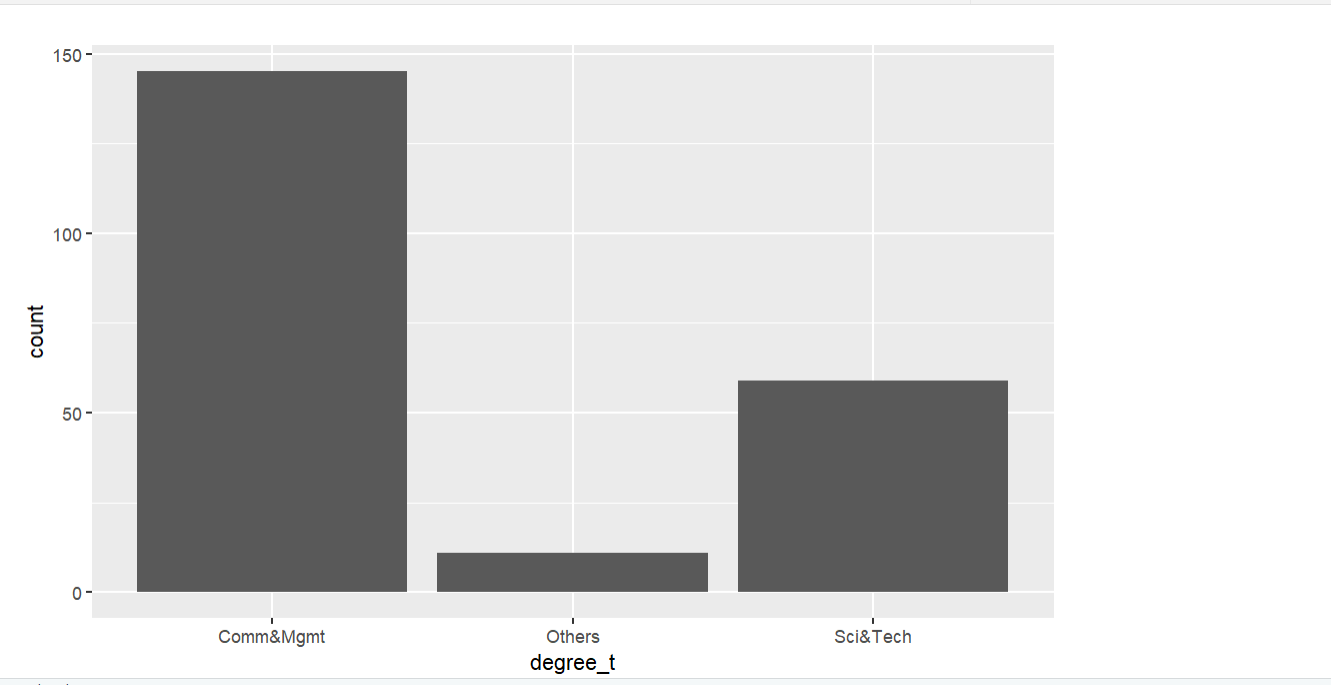 150
100
50
0
count
Comm&Mgmt
Others
Sci&Tech
degree_t